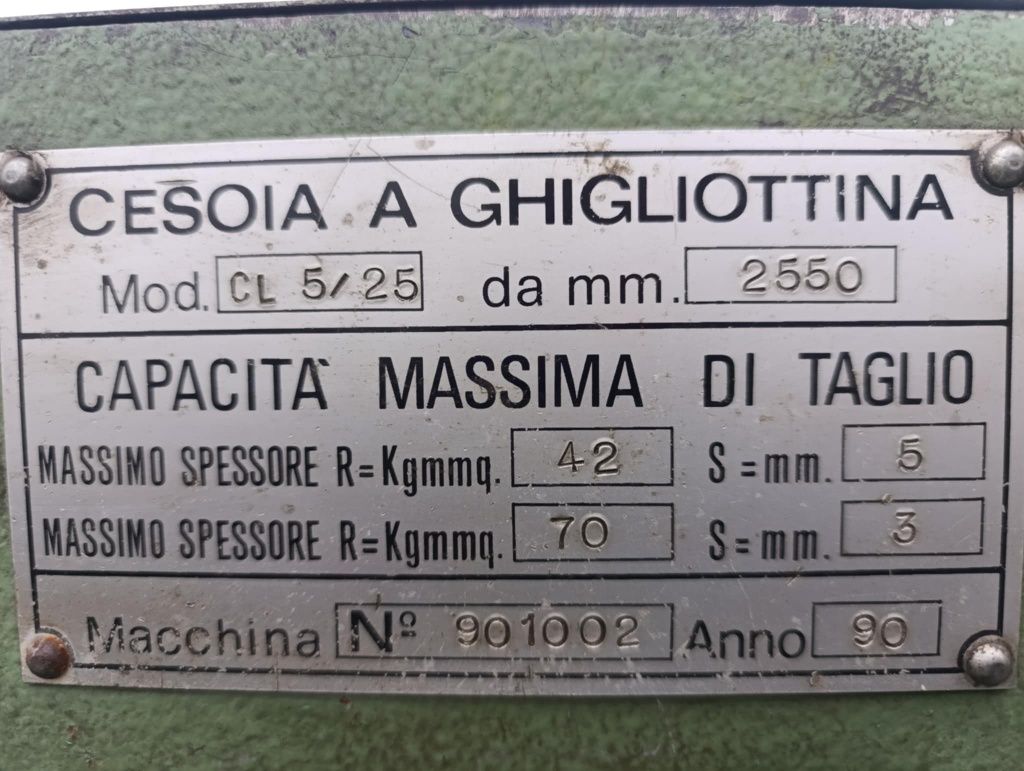 CESOIA A GHIGLIOTTINA
Mod. CL 5/25 da mm. 2550
CAPACITÀ MASSIMA DI TAGLIO
MASSIMO SPESSORE R=Kgmmq. 42 S=mm. 5
MASSIMO SPESSORE R=Kgmmq. 70 S=mm. 3
Macchina Nº 901002 Anno 90